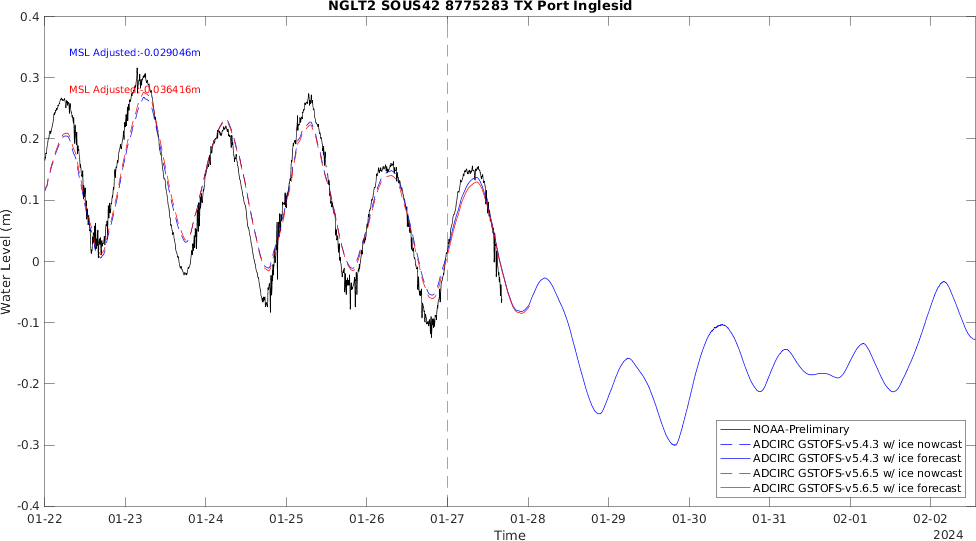 NGLT2 SOUS42 8775283 TX Port Inglesid
0.4
0.3
0.2
0.1
0
-0.1
-0.2
-0.3
-0.4
Water Level (m)
MSL Adjusted:-0.029046m
MSL Adjusted:-0.036416m
NOAA-Preliminary
ADCIRC GSTOFS-v5.4.3 w/ ice nowcast
ADCIRC GSTOFS-v5.4.3 w/ ice forecast
ADCIRC GSTOFS-v5.6.5 w/ ice nowcast
ADCIRC GSTOFS-v5.6.5 w/ ice forecast
01-22 01-23 01-24 01-25 01-26 01-27 01-28 01-29 01-30 01-31 02-01 02-02
Time
2024